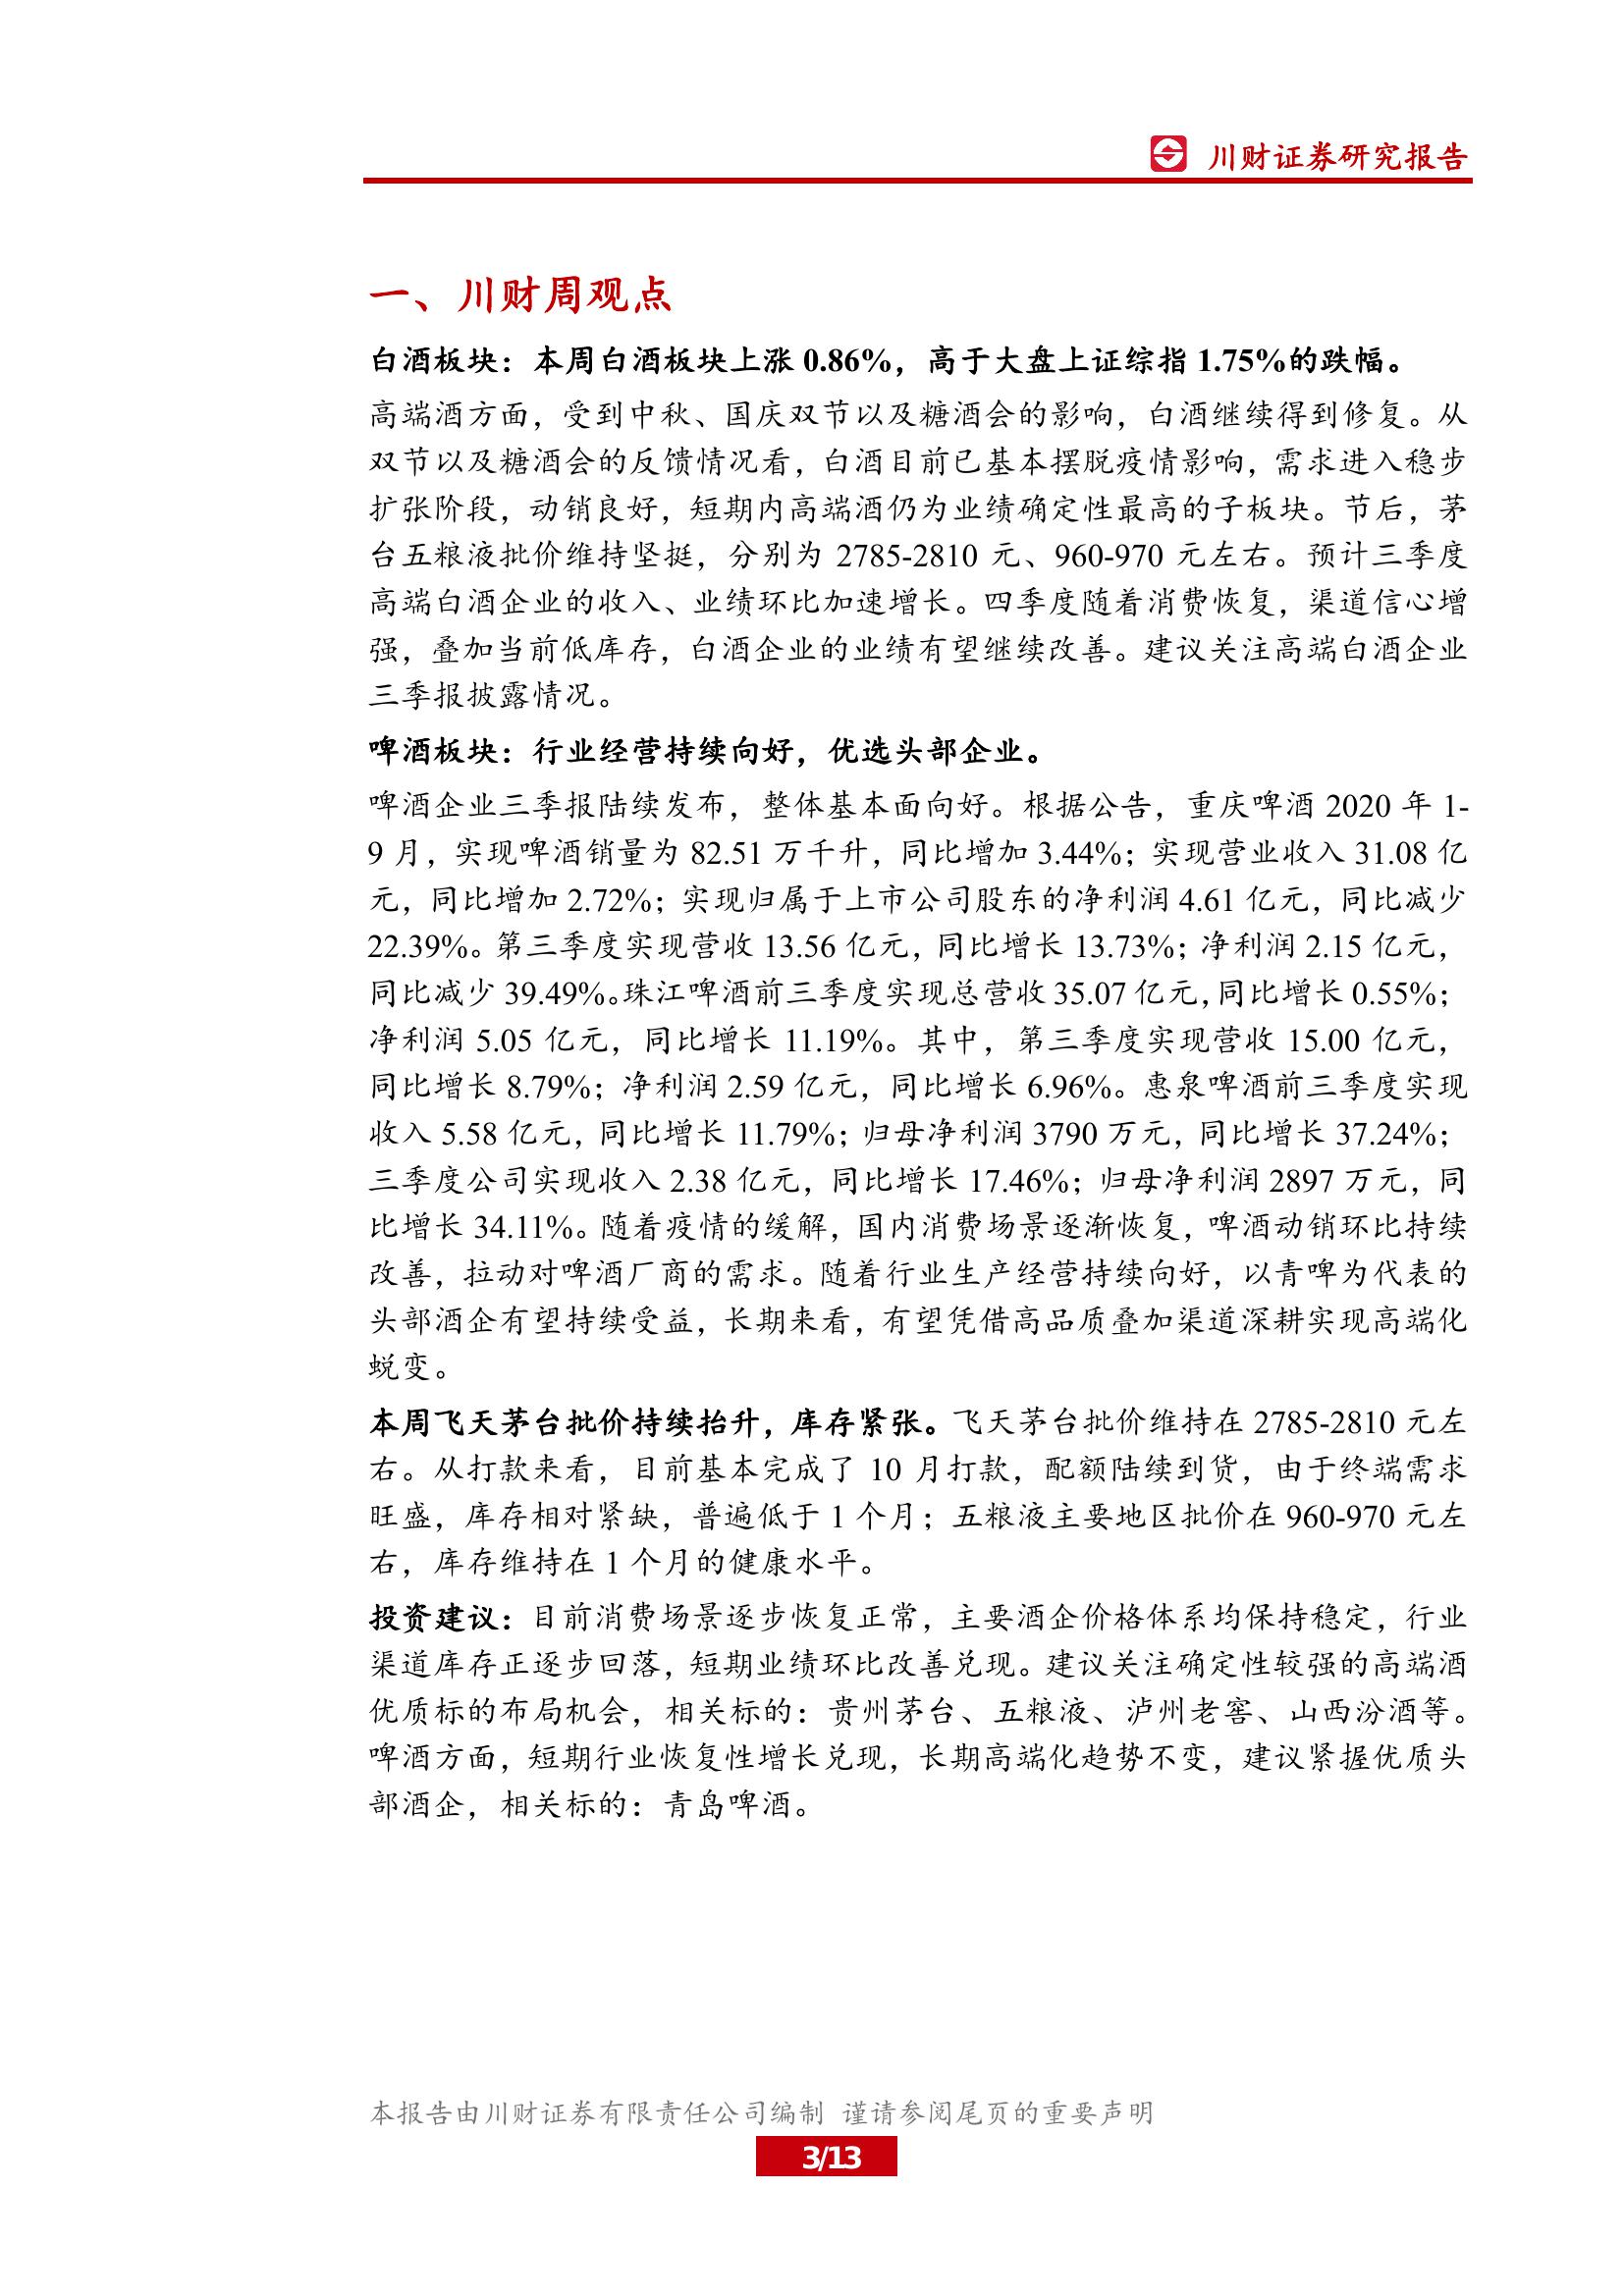 川财证券研究报告
一、川财周观点
白酒板块：本周白酒板块上涨 0.86%，高于大盘上证综指 1.75%的跌幅。
高端酒方面，受到中秋、国庆双节以及糖酒会的影响，白酒继续得到修复。从
双节以及糖酒会的反馈情况看，白酒目前已基本摆脱疫情影响，需求进入稳步
扩张阶段，动销良好，短期内高端酒仍为业绩确定性最高的子板块。节后，茅
台五粮液批价维持坚挺，分别为 2785-2810 元、960-970 元左右。预计三季度
高端白酒企业的收入、业绩环比加速增长。四季度随着消费恢复，渠道信心增
强，叠加当前低库存，白酒企业的业绩有望继续改善。建议关注高端白酒企业
三季报披露情况。
啤酒板块：行业经营持续向好，优选头部企业。
啤酒企业三季报陆续发布，整体基本面向好。根据公告，重庆啤酒 2020 年 1-
9 月，实现啤酒销量为 82.51 万千升，同比增加 3.44%；实现营业收入 31.08 亿
元，同比增加 2.72%；实现归属于上市公司股东的净利润 4.61 亿元，同比减少
22.39%。第三季度实现营收 13.56 亿元，同比增长 13.73%；净利润 2.15 亿元，
同比减少 39.49%。珠江啤酒前三季度实现总营收 35.07 亿元，同比增长 0.55%；
净利润 5.05 亿元，同比增长 11.19%。其中，第三季度实现营收 15.00 亿元，
同比增长 8.79%；净利润 2.59 亿元，同比增长 6.96%。惠泉啤酒前三季度实现
收入 5.58 亿元，同比增长 11.79%；归母净利润 3790 万元，同比增长 37.24%；
三季度公司实现收入 2.38 亿元，同比增长 17.46%；归母净利润 2897 万元，同
比增长 34.11%。随着疫情的缓解，国内消费场景逐渐恢复，啤酒动销环比持续
改善，拉动对啤酒厂商的需求。随着行业生产经营持续向好，以青啤为代表的
头部酒企有望持续受益，长期来看，有望凭借高品质叠加渠道深耕实现高端化
蜕变。
本周飞天茅台批价持续抬升，库存紧张。飞天茅台批价维持在 2785-2810 元左
右。从打款来看，目前基本完成了 10 月打款，配额陆续到货，由于终端需求
旺盛，库存相对紧缺，普遍低于 1 个月；五粮液主要地区批价在 960-970 元左
右，库存维持在 1 个月的健康水平。
投资建议：目前消费场景逐步恢复正常，主要酒企价格体系均保持稳定，行业
渠道库存正逐步回落，短期业绩环比改善兑现。建议关注确定性较强的高端酒
优质标的布局机会，相关标的：贵州茅台、五粮液、泸州老窖、山西汾酒等。
啤酒方面，短期行业恢复性增长兑现，长期高端化趋势不变，建议紧握优质头
部酒企，相关标的：青岛啤酒。
本报告由川财证券有限责任公司编制 谨请参阅尾页的重要声明
3/13